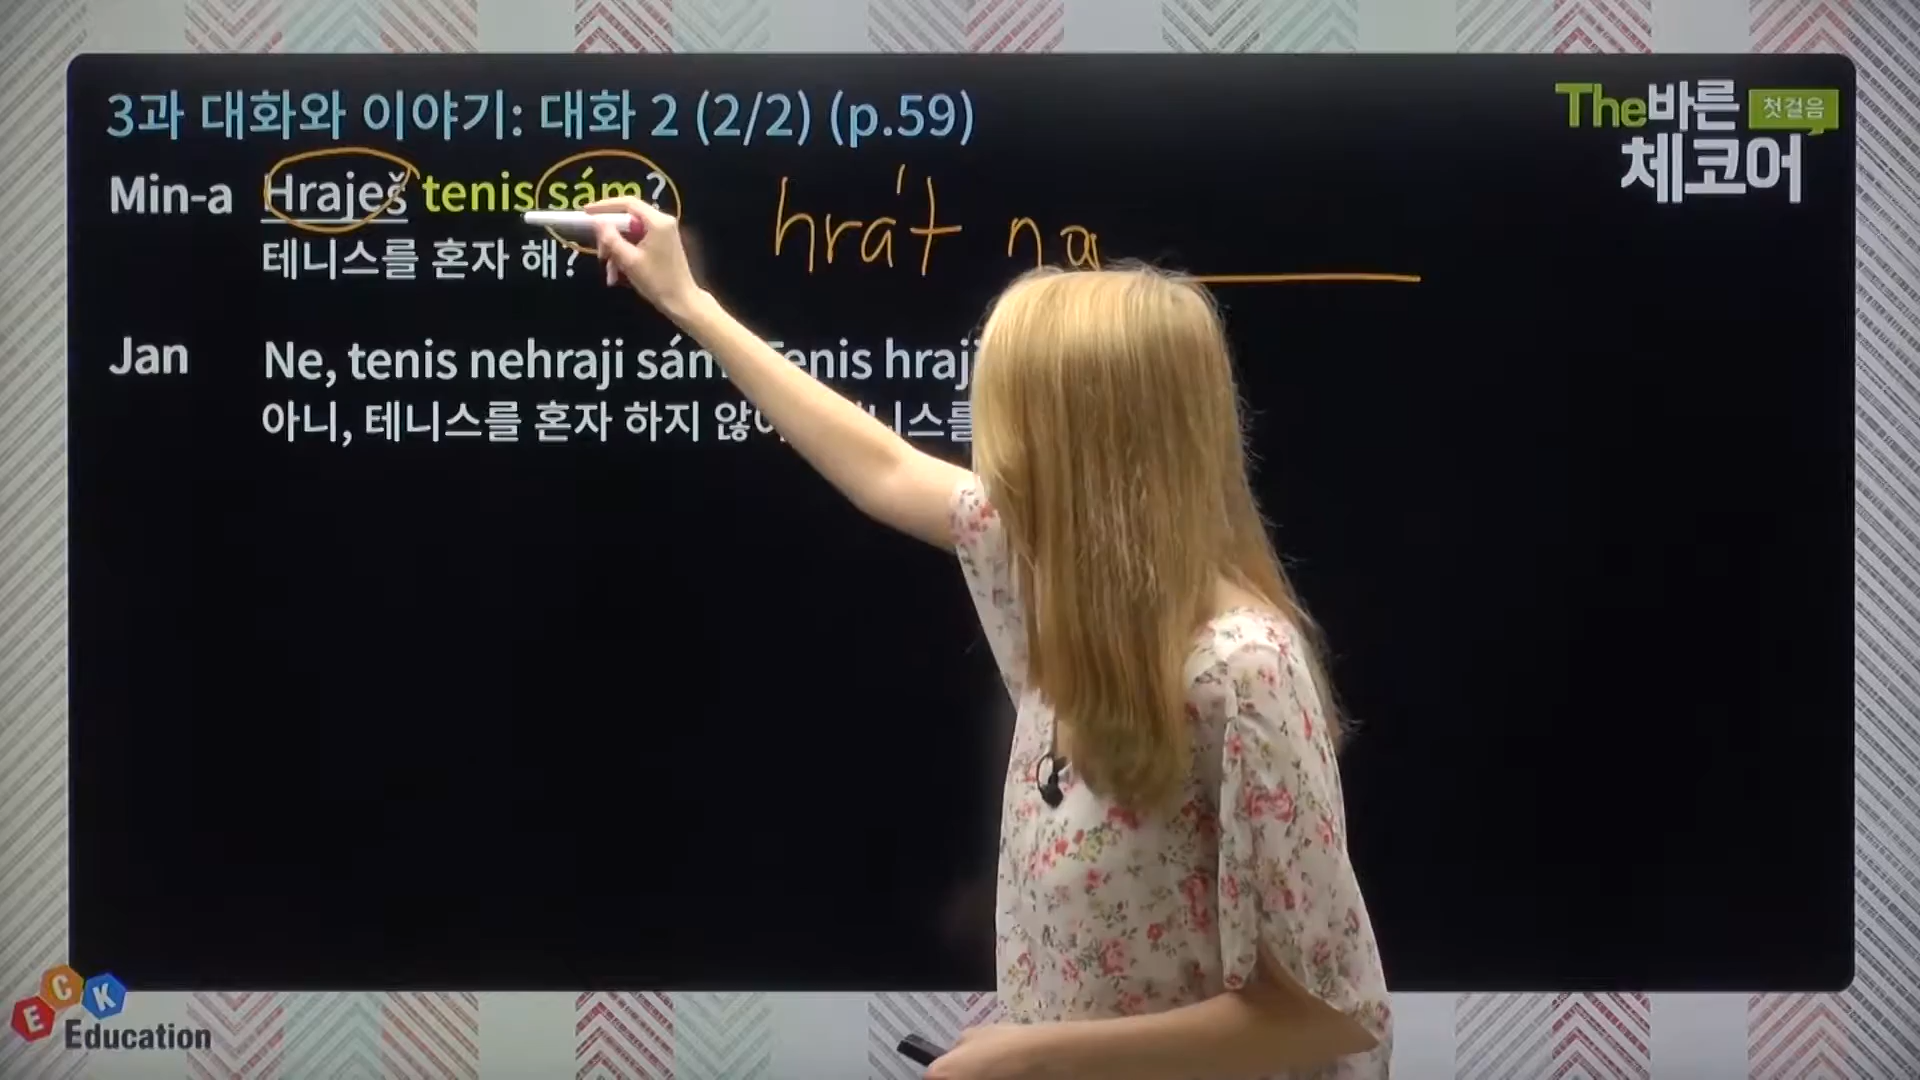 3과 대화와 이야기: 대화 2 (2/2) (p.59)
The바른 첫걸음
체코어
Min-a Hraješ tenis sám?
테니스를 혼자 해?
hrát na
Jan Ne, tenis nehraji sám Tenis hraji
아니, 테니스를 혼자 하지
ECK
Education